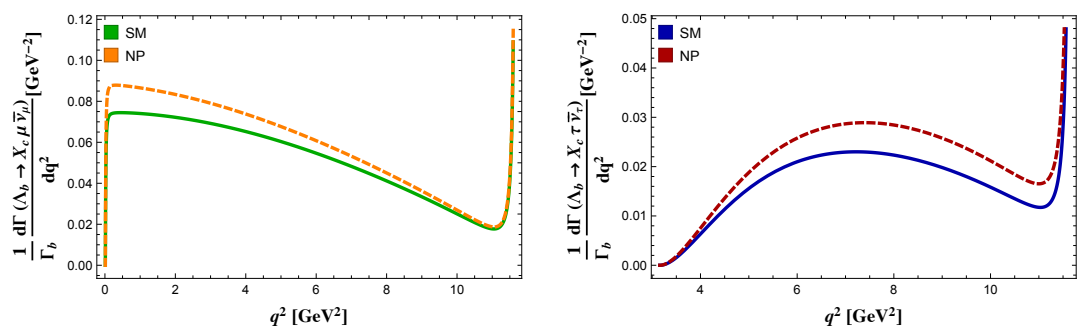 SM
NP
1/Γ_b dΓ (Λ_b → X_c μ ν̄_μ)/dq² [GeV⁻²]
0.12
0.10
0.08
0.06
0.04
0.02
0.00
0 2 4 6 8 10
q² [GeV²]
SM
NP
1/Γ_b dΓ (Λ_b → X_c τ ν̄_τ)/dq² [GeV⁻²]
0.05
0.04
0.03
0.02
0.01
0.00
4 6 8 10
q² [GeV²]